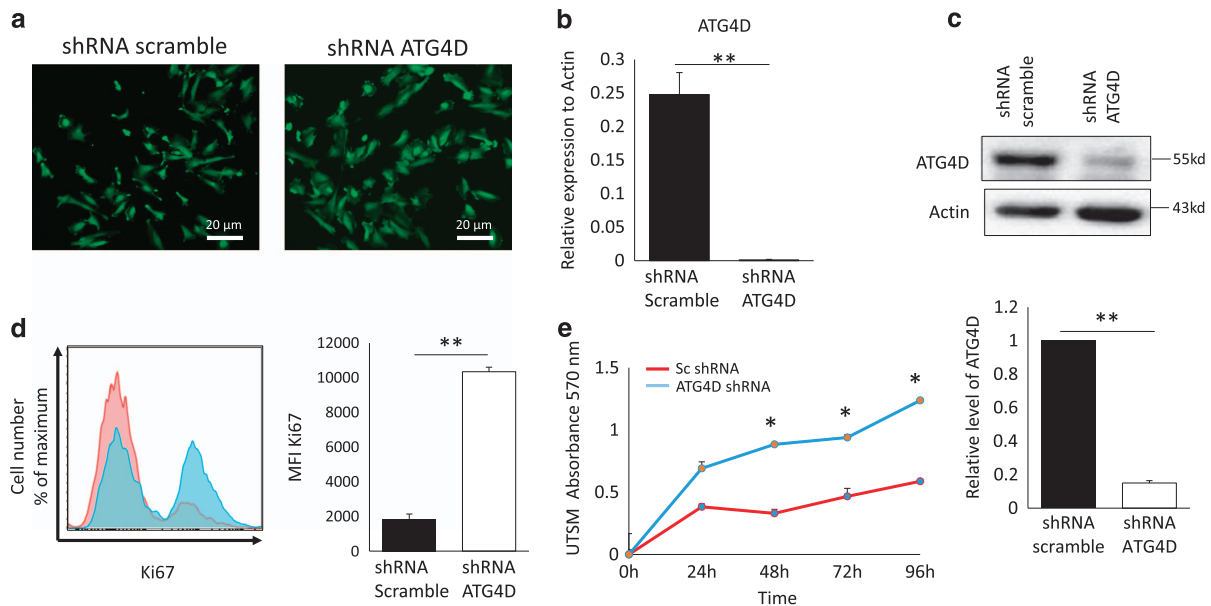 a
shRNA scramble
shRNA ATG4D
20 µm
20 µm
b
ATG4D
Relative expression to Actin
0.3
0.25
0.2
0.15
0.1
0.05
0
**
shRNA
Scramble
shRNA
ATG4D
c
shRNA
scramble
shRNA
ATG4D
ATG4D
55kd
Actin
43kd
Relative level of ATG4D
1.2
1
0.8
0.6
0.4
0.2
0
**
shRNA
scramble
shRNA
ATG4D
d
Cell number
% of maximum
Ki67
MFI Ki67
12000
10000
8000
6000
4000
2000
0
**
shRNA
Scramble
shRNA
ATG4D
e
UTSM Absorbance 570 nm
1.5
1
0.5
0
Sc shRNA
ATG4D shRNA
*
*
*
0h
24h
48h
72h
96h
Time